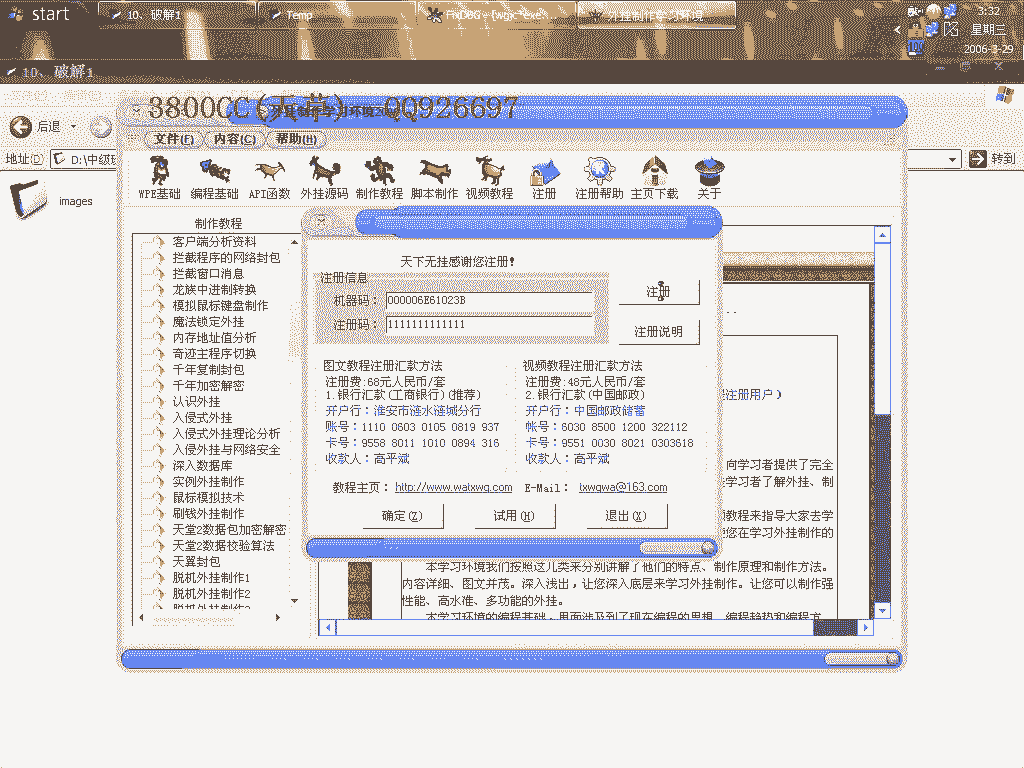 start
10、破解1
Temp
外挂制作学习环境
3:32
星期三
2006-3-29
10、破解1
3800CC(天草)--QQ926697
后退
地址(D)
D:\中级
转到
images
文件(F) 内容(C) 帮助(H)
WPE基础 编程基础 API函数 外挂源码 制作教程 脚本制作 视频教程 注册 注册帮助 主页下载 关于
制作教程
客户端分析资料
拦截程序的网络封包
拦截窗口消息
龙族中进制转换
模拟鼠标键盘制作
魔法锁定外挂
内存地址值分析
奇迹主程序切换
千年复制封包
千年加密解密
认识外挂
入侵式外挂
入侵式外挂理论分析
入侵外挂与网络安全
深入数据库
实例外挂制作
鼠标模拟技术
刷钱外挂制作
天堂2数据包加密解密
天堂2数据校验算法
天翼封包
脱机外挂制作1
脱机外挂制作2
天下无挂感谢您注册!
注册信息
机器码： 000006E61023B
注册码： 1111111111111
注册
注册说明
图文教程注册汇款方法
注册费:68元人民币/套
1.银行汇款(工商银行)(推荐)
开户行：淮安市涟水涟城分行
账号：1110 0603 0105 0819 937
卡号：9558 8011 1010 0894 316
收款人：高平斌
视频教程注册汇款方法
注册费:48元人民币/套
2.银行汇款(中国邮政)
开户行：中国邮政储蓄
帐号：6030 8500 1200 322112
卡号：9551 0030 8021 0303618
收款人：高平斌
教程主页： http://www.waixwg.com E-Mail： txwgwa@163.com
确定(Z) 试用(H) 退出(X)
注册用户）
向学习者提供了完全
学习者了解外挂、制
教程来指导大家去学
您在学习外挂制作的
本学习环境我们按照这几类来分别讲解了他们的特点、制作原理和制作方法。
内容详细、图文并茂。深入浅出，让您深入底层来学习外挂制作。让您可以制作强
性能、高水准、多功能的外挂。
本学习环境的编程基础，里面涉及到了现在编程的思想、编程趋势和编程方